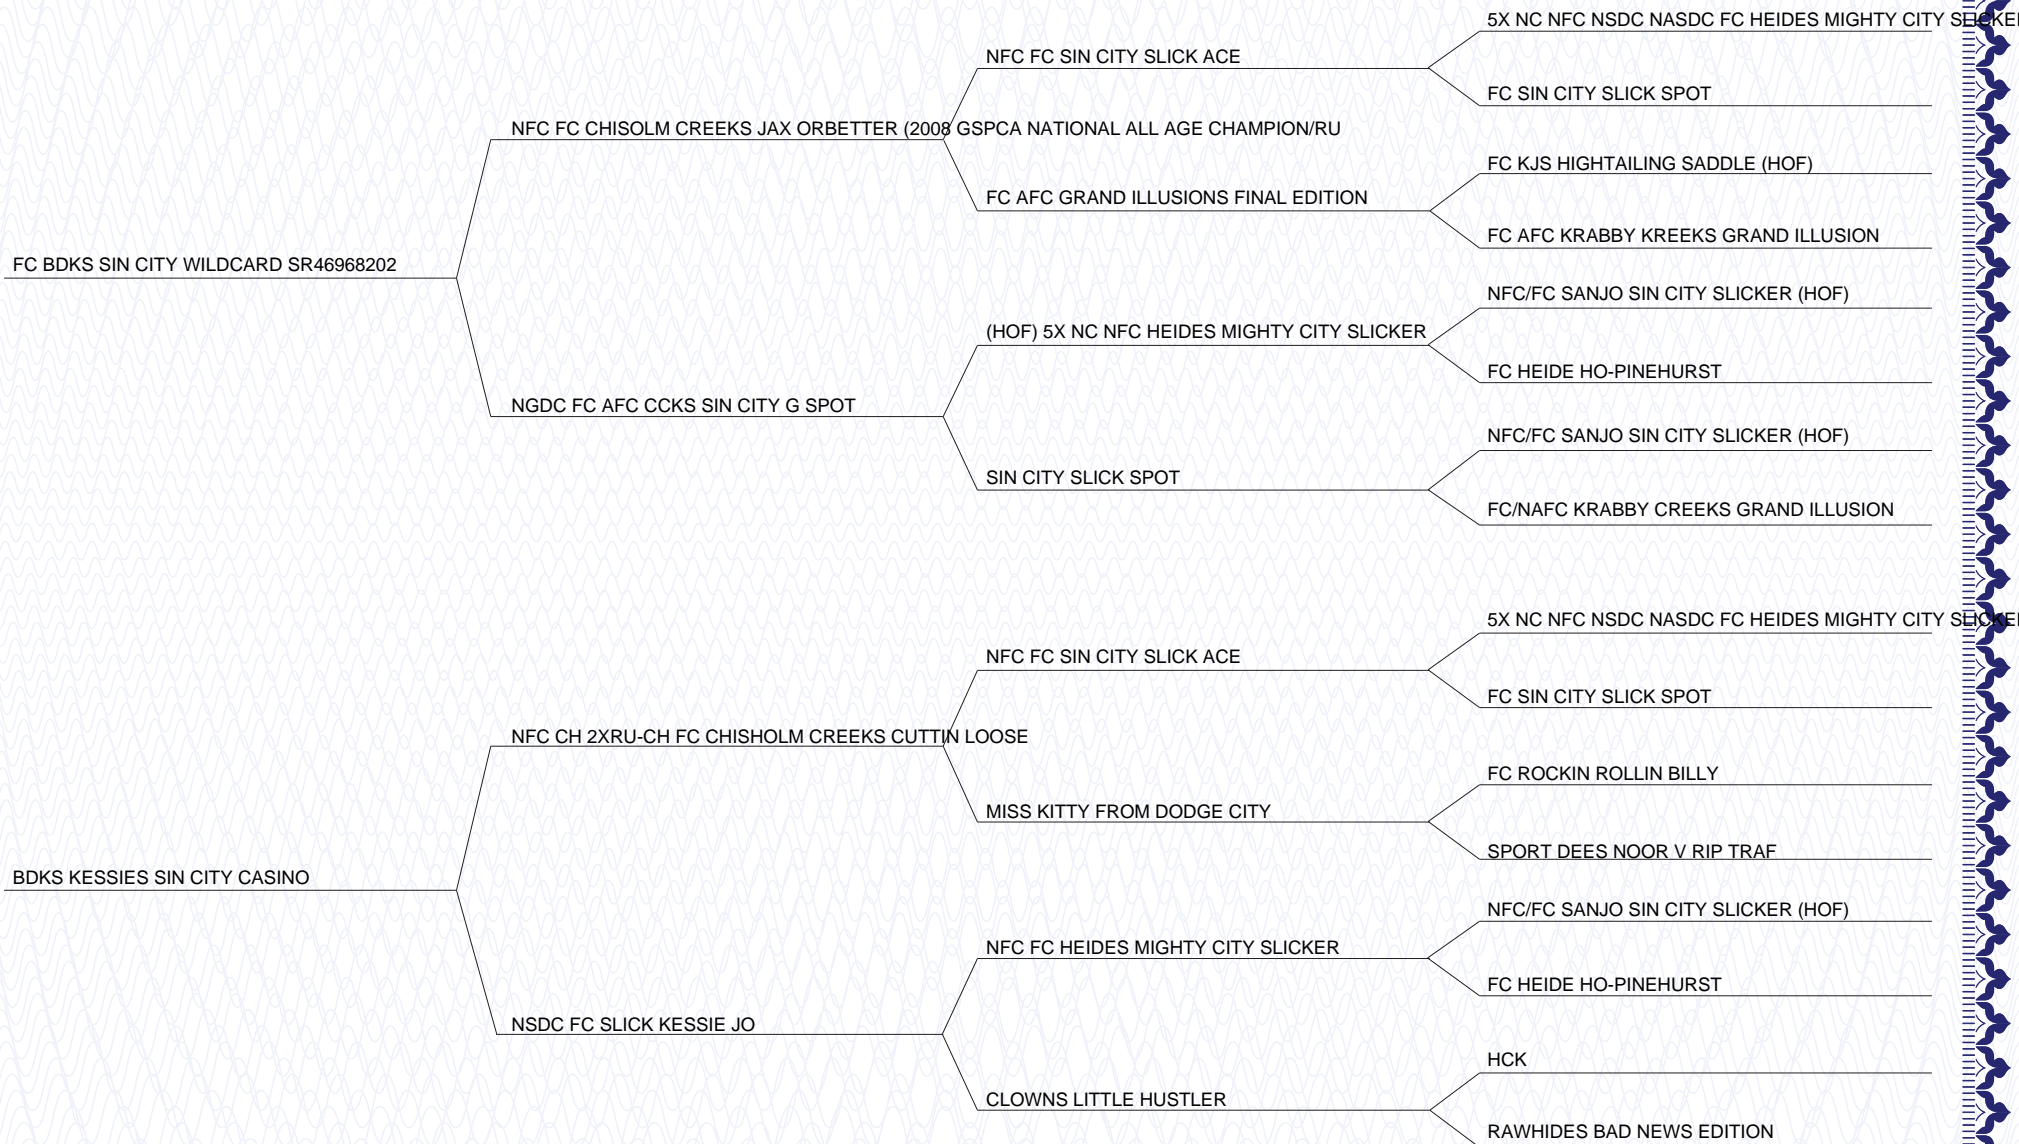 5X NC NFC NSDC NASDC FC HEIDES MIGHTY CITY SLICKER
NFC FC SIN CITY SLICK ACE
FC SIN CITY SLICK SPOT
NFC FC CHISOLM CREEKS JAX ORBETTER (2008 GSPCA NATIONAL ALL AGE CHAMPION/RU
FC KJS HIGHTAILING SADDLE (HOF)
FC AFC GRAND ILLUSIONS FINAL EDITION
FC AFC KRABBY KREEKS GRAND ILLUSION
FC BDKS SIN CITY WILDCARD SR46968202
NFC/FC SANJO SIN CITY SLICKER (HOF)
(HOF) 5X NC NFC HEIDES MIGHTY CITY SLICKER
FC HEIDE HO-PINEHURST
NGDC FC AFC CCKS SIN CITY G SPOT
NFC/FC SANJO SIN CITY SLICKER (HOF)
SIN CITY SLICK SPOT
FC/NAFC KRABBY CREEKS GRAND ILLUSION
5X NC NFC NSDC NASDC FC HEIDES MIGHTY CITY SLICKER
NFC FC SIN CITY SLICK ACE
FC SIN CITY SLICK SPOT
NFC CH 2XRU-CH FC CHISHOLM CREEKS CUTTIN LOOSE
FC ROCKIN ROLLIN BILLY
MISS KITTY FROM DODGE CITY
SPORT DEES NOOR V RIP TRAF
BDKS KESSIES SIN CITY CASINO
NFC/FC SANJO SIN CITY SLICKER (HOF)
NFC FC HEIDES MIGHTY CITY SLICKER
FC HEIDE HO-PINEHURST
NSDC FC SLICK KESSIE JO
HCK
CLOWNS LITTLE HUSTLER
RAWHIDES BAD NEWS EDITION